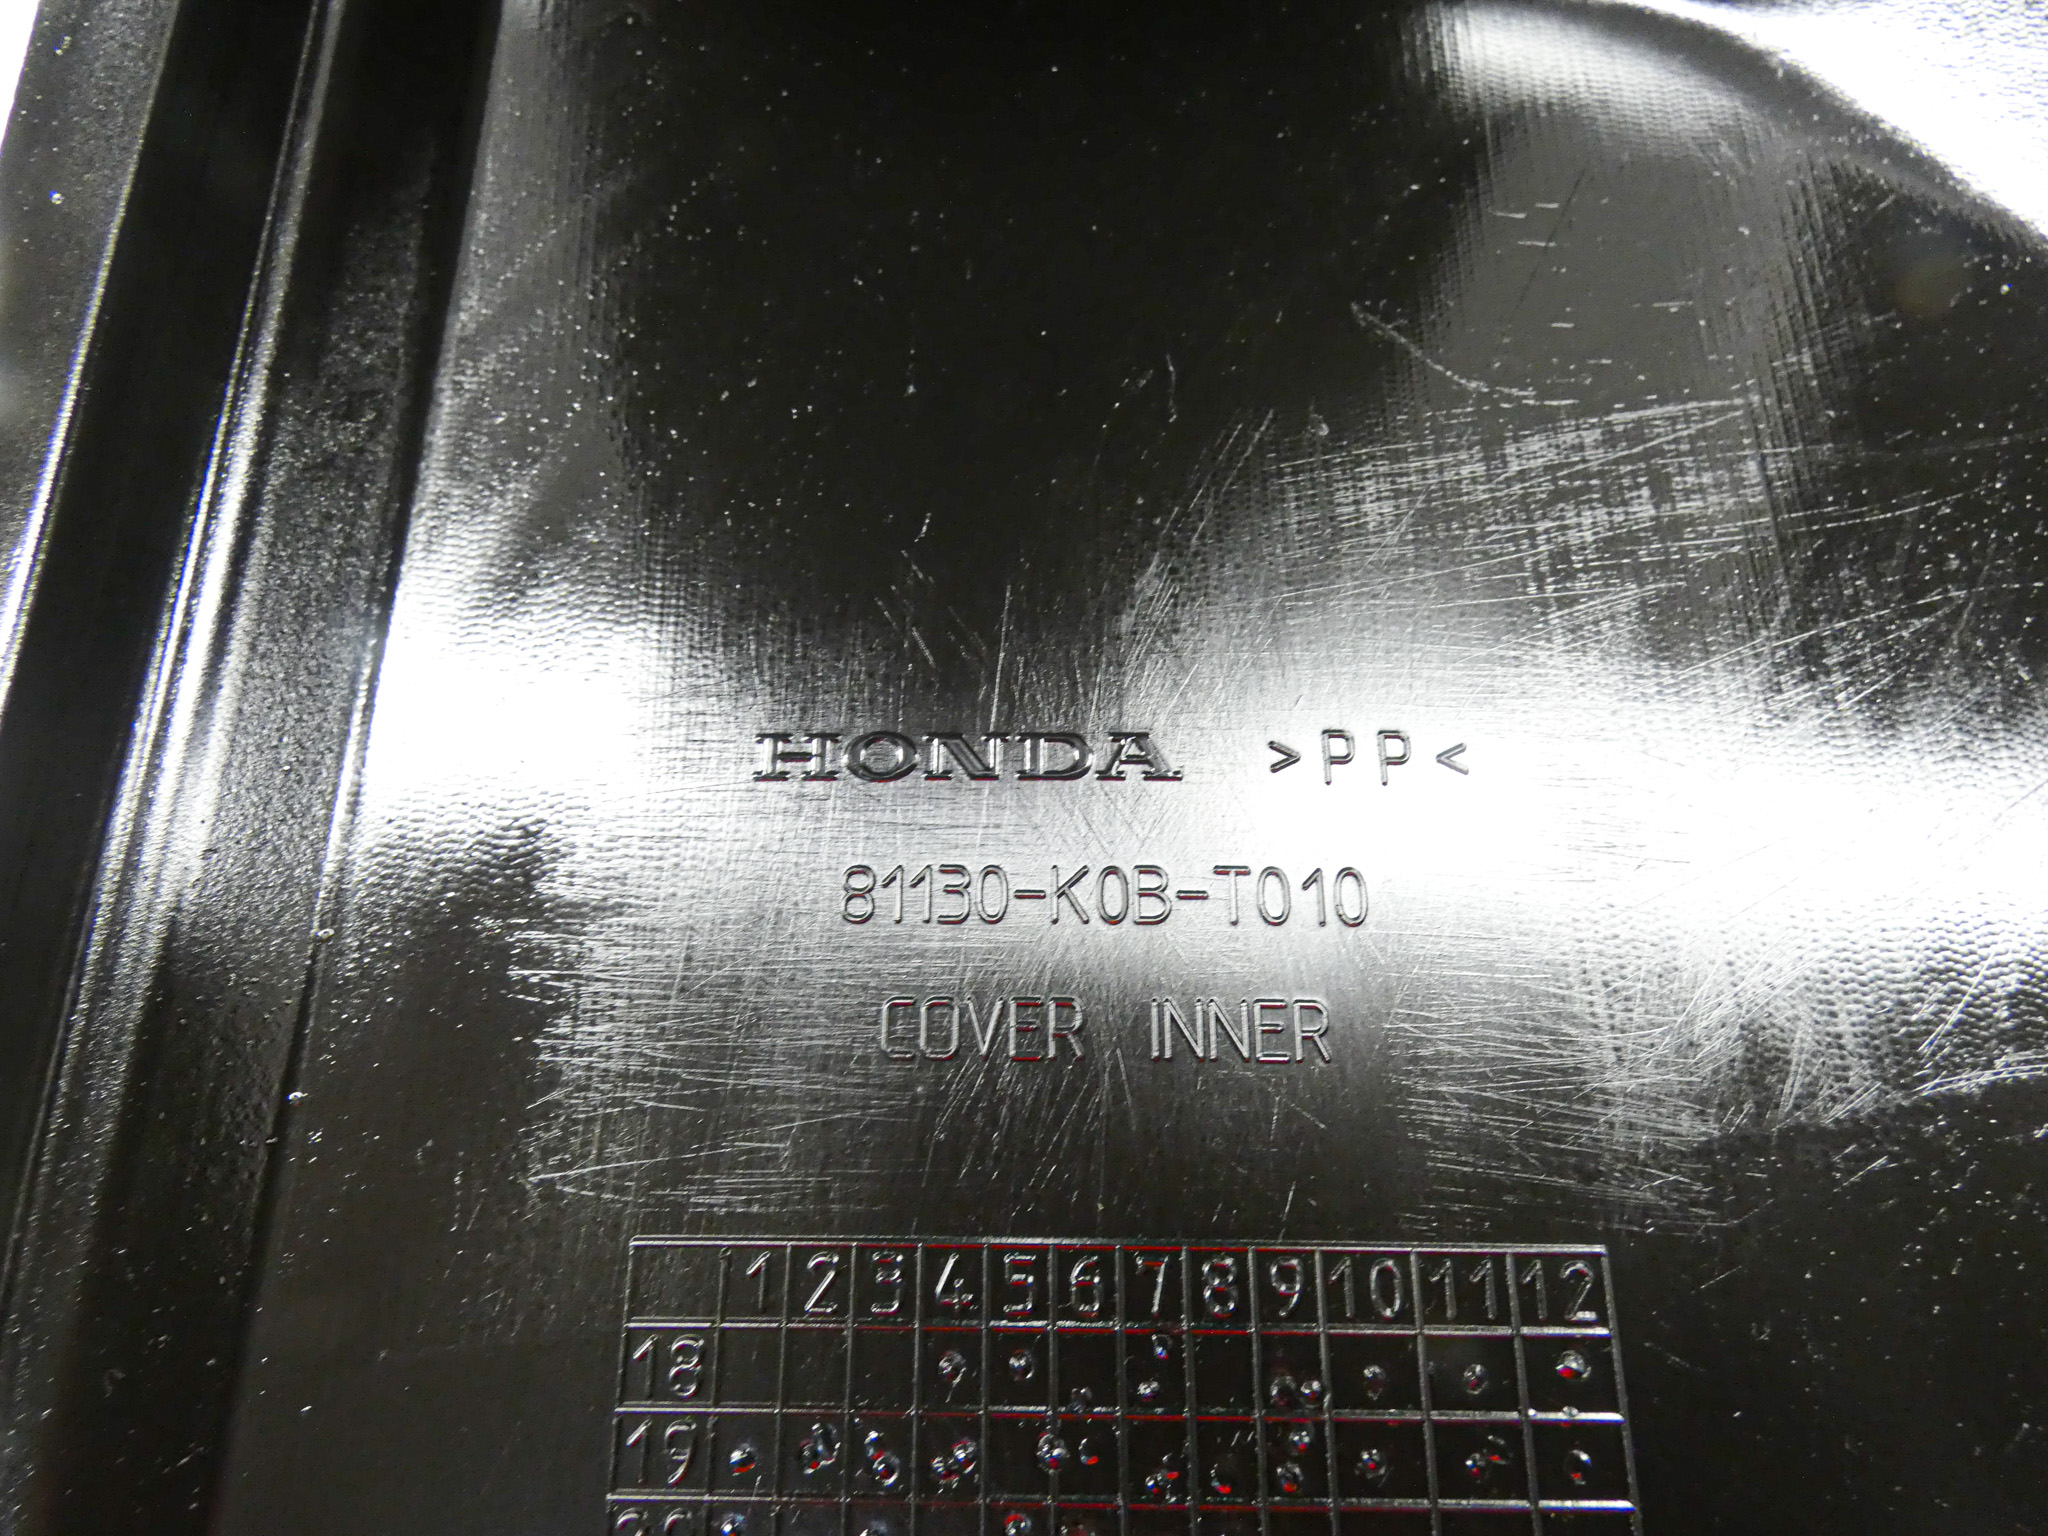 HONDA >PP<
81130-K0B-T010
COVER INNER
1 2 3 4 5 6 7 8 9 10 11 12
18
19
20